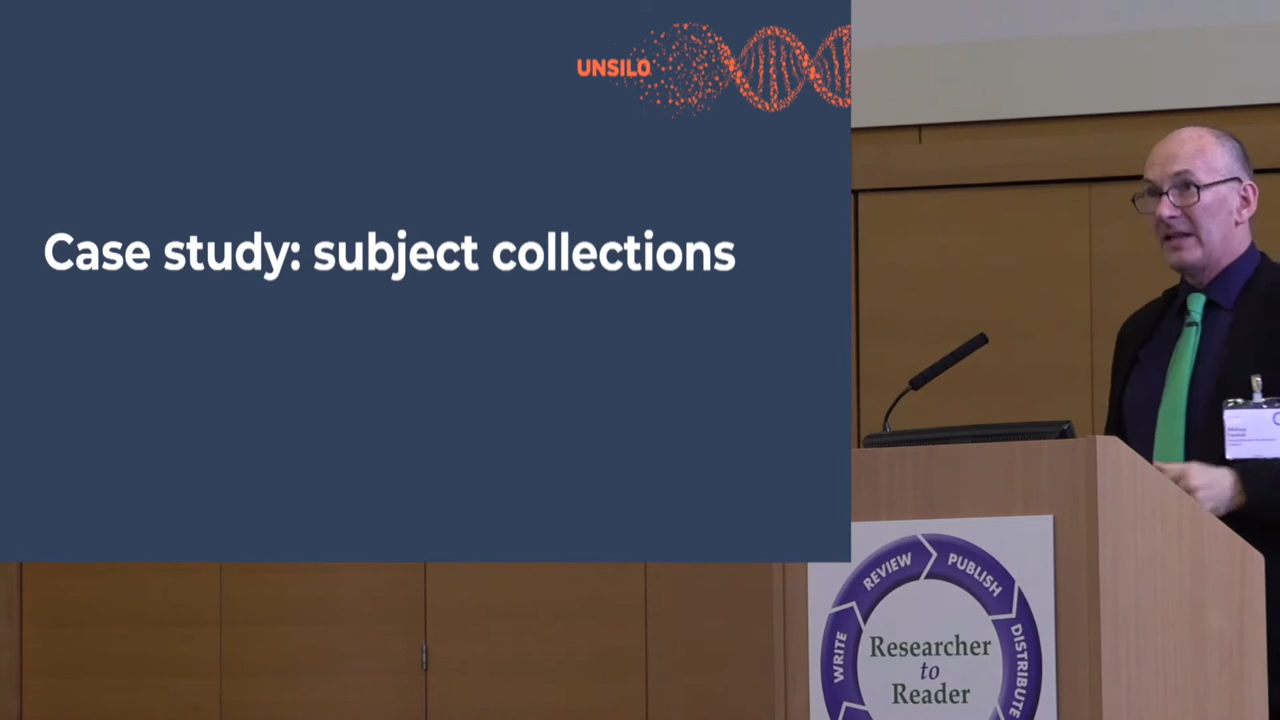 UNSILO
Case study: subject collections
WRITE
REVIEW
PUBLISH
DISTRIBUTE
Researcher
to
Reader